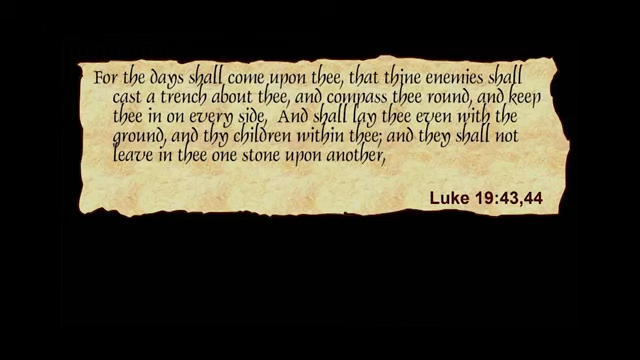 For the days shall come upon thee, that thine enemies shall
cast a trench about thee, and compass thee round, and keep
thee in on every side, And shall lay thee even with the
ground, and thy children within thee; and they shall not
leave in thee one stone upon another,
Luke 19:43,44